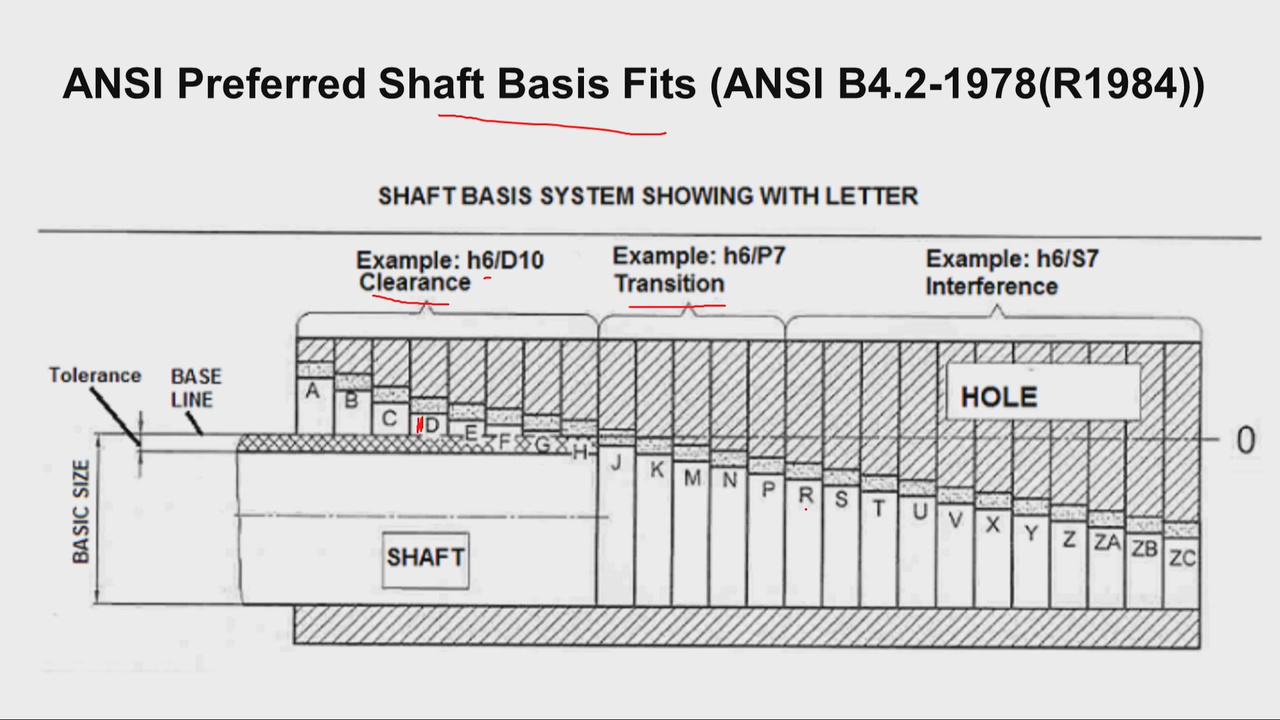 ANSI Preferred Shaft Basis Fits (ANSI B4.2-1978(R1984))
SHAFT BASIS SYSTEM SHOWING WITH LETTER
Example: h6/D10
Clearance
Example: h6/P7
Transition
Example: h6/S7
Interference
Tolerance
BASE
LINE
HOLE
A
B
C
D
E
F
G
H
J
K
M
N
P
R
S
T
U
V
X
Y
Z
ZA
ZB
ZC
0
BASIC SIZE
SHAFT